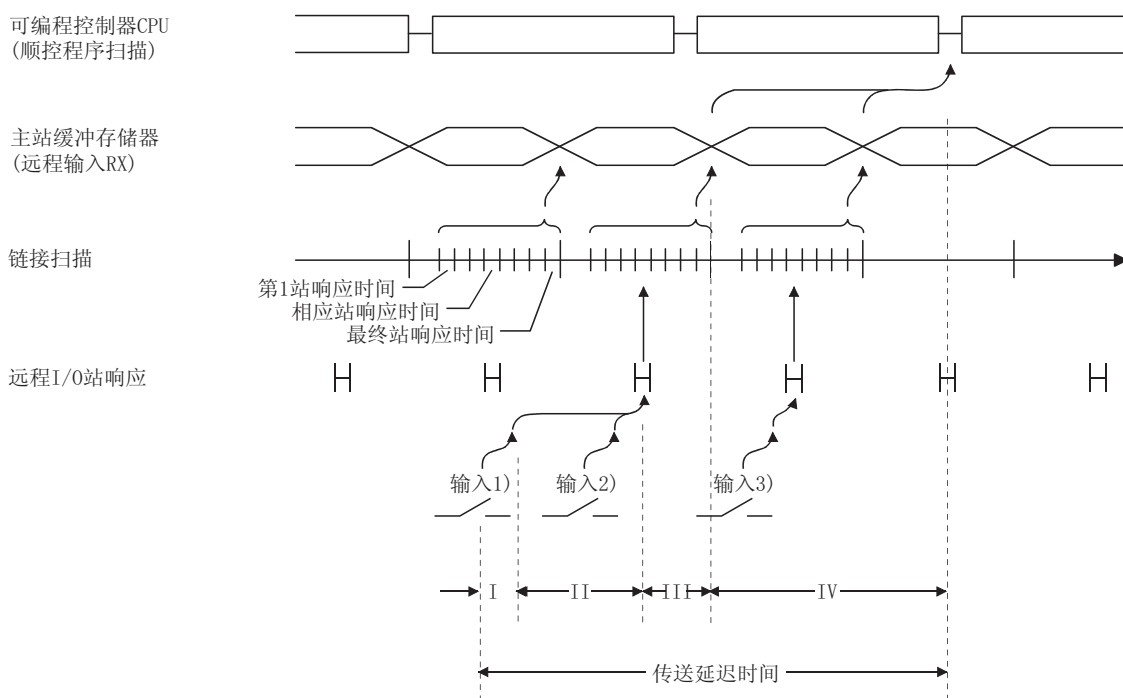 可编程控制器CPU
(顺控程序扫描)
主站缓冲存储器
(远程输入RX)
链接扫描
第1站响应时间
相应站响应时间
最终站响应时间
远程I/O站响应
输入1)
输入2)
输入3)
I
II
III
IV
传送延迟时间